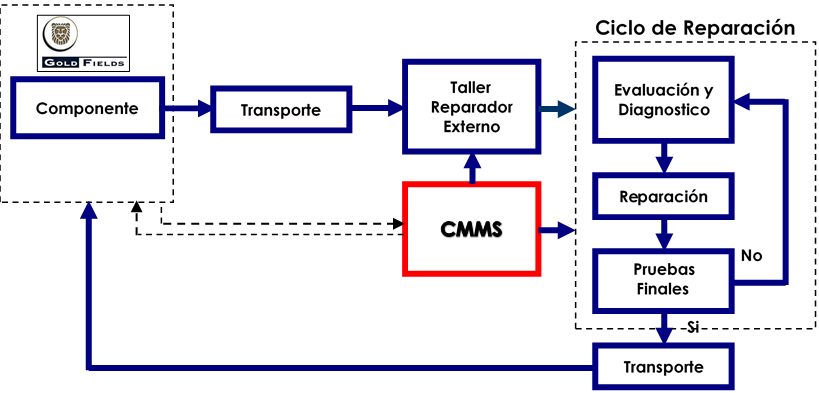 Ciclo de Reparación
GOLD FIELDS
Componente
Transporte
Taller
Reparador
Externo
Evaluación y
Diagnostico
Reparación
CMMS
Pruebas
Finales
No
Si
Transporte